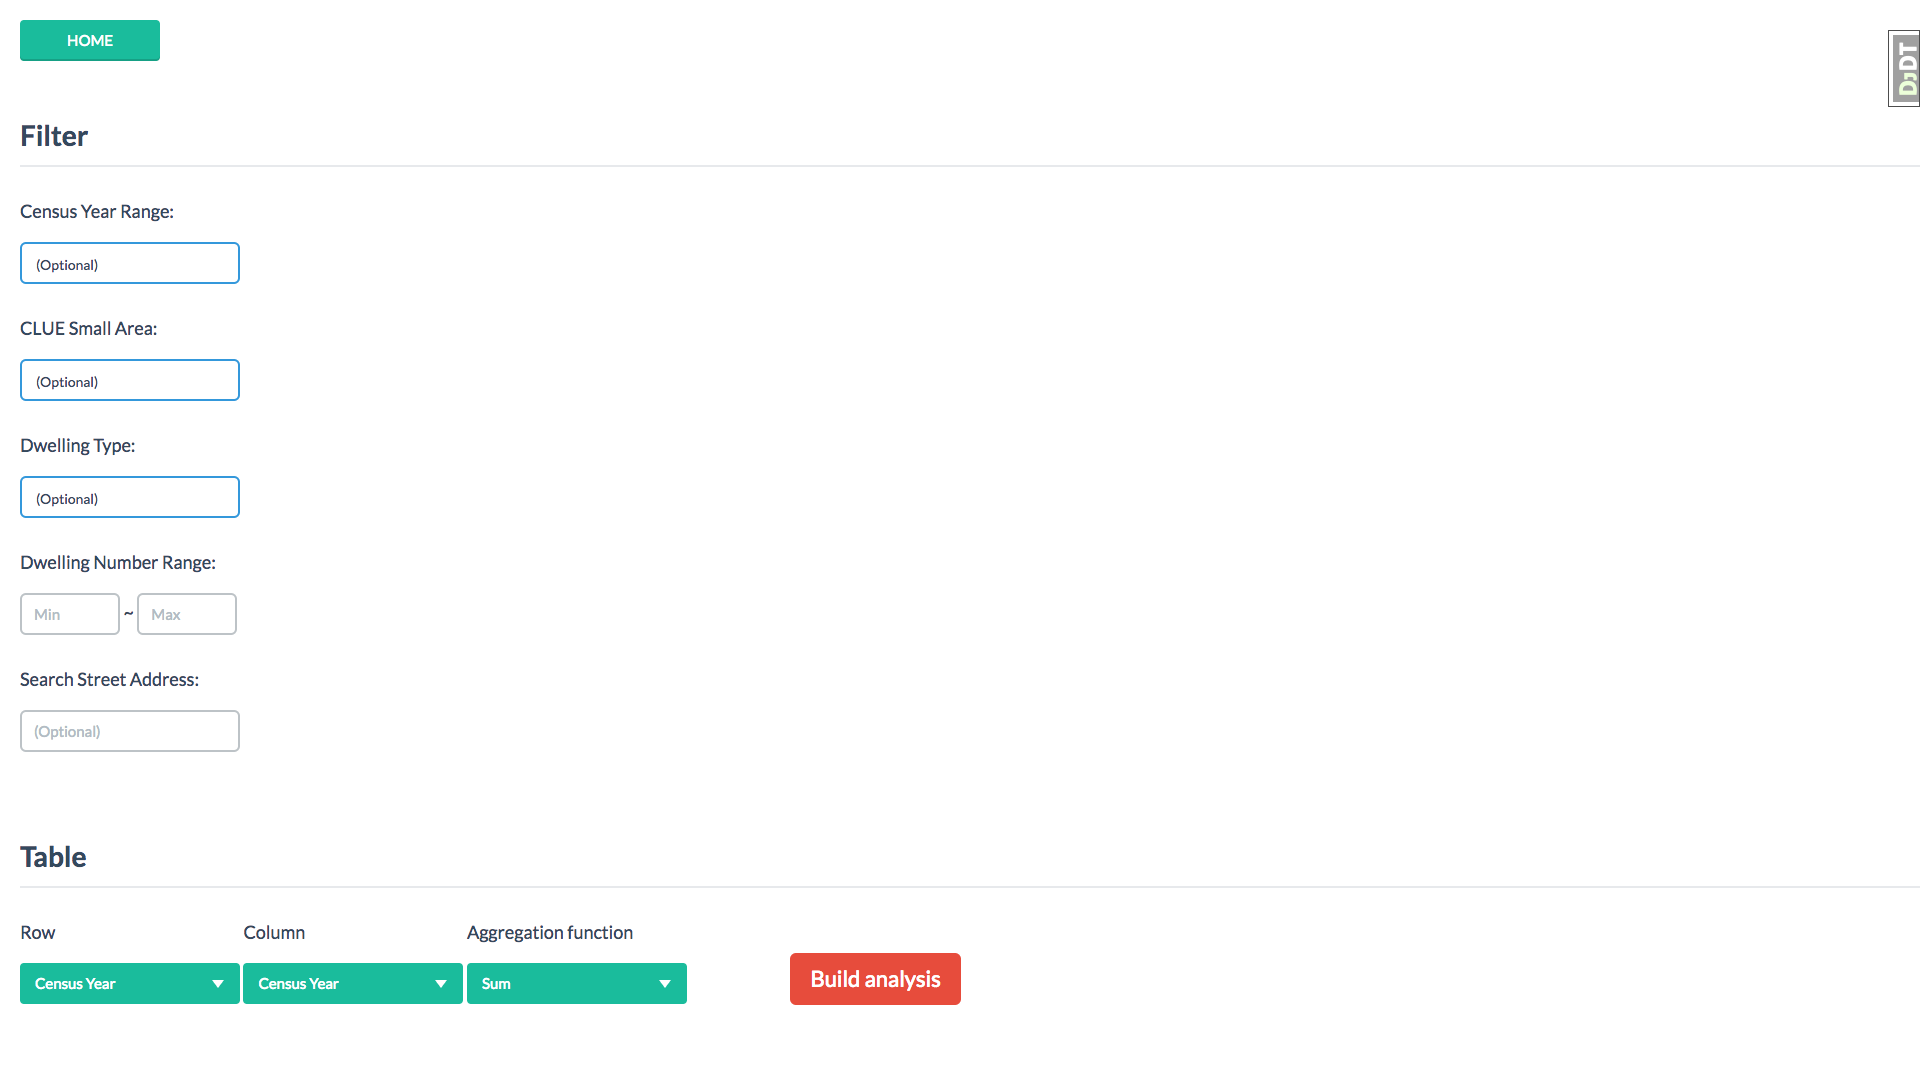 HOME
DjDT
Filter
Census Year Range:
(Optional)
CLUE Small Area:
(Optional)
Dwelling Type:
(Optional)
Dwelling Number Range:
Min ~ Max
Search Street Address:
(Optional)
Table
Row Column Aggregation function
Census Year Census Year Sum Build analysis